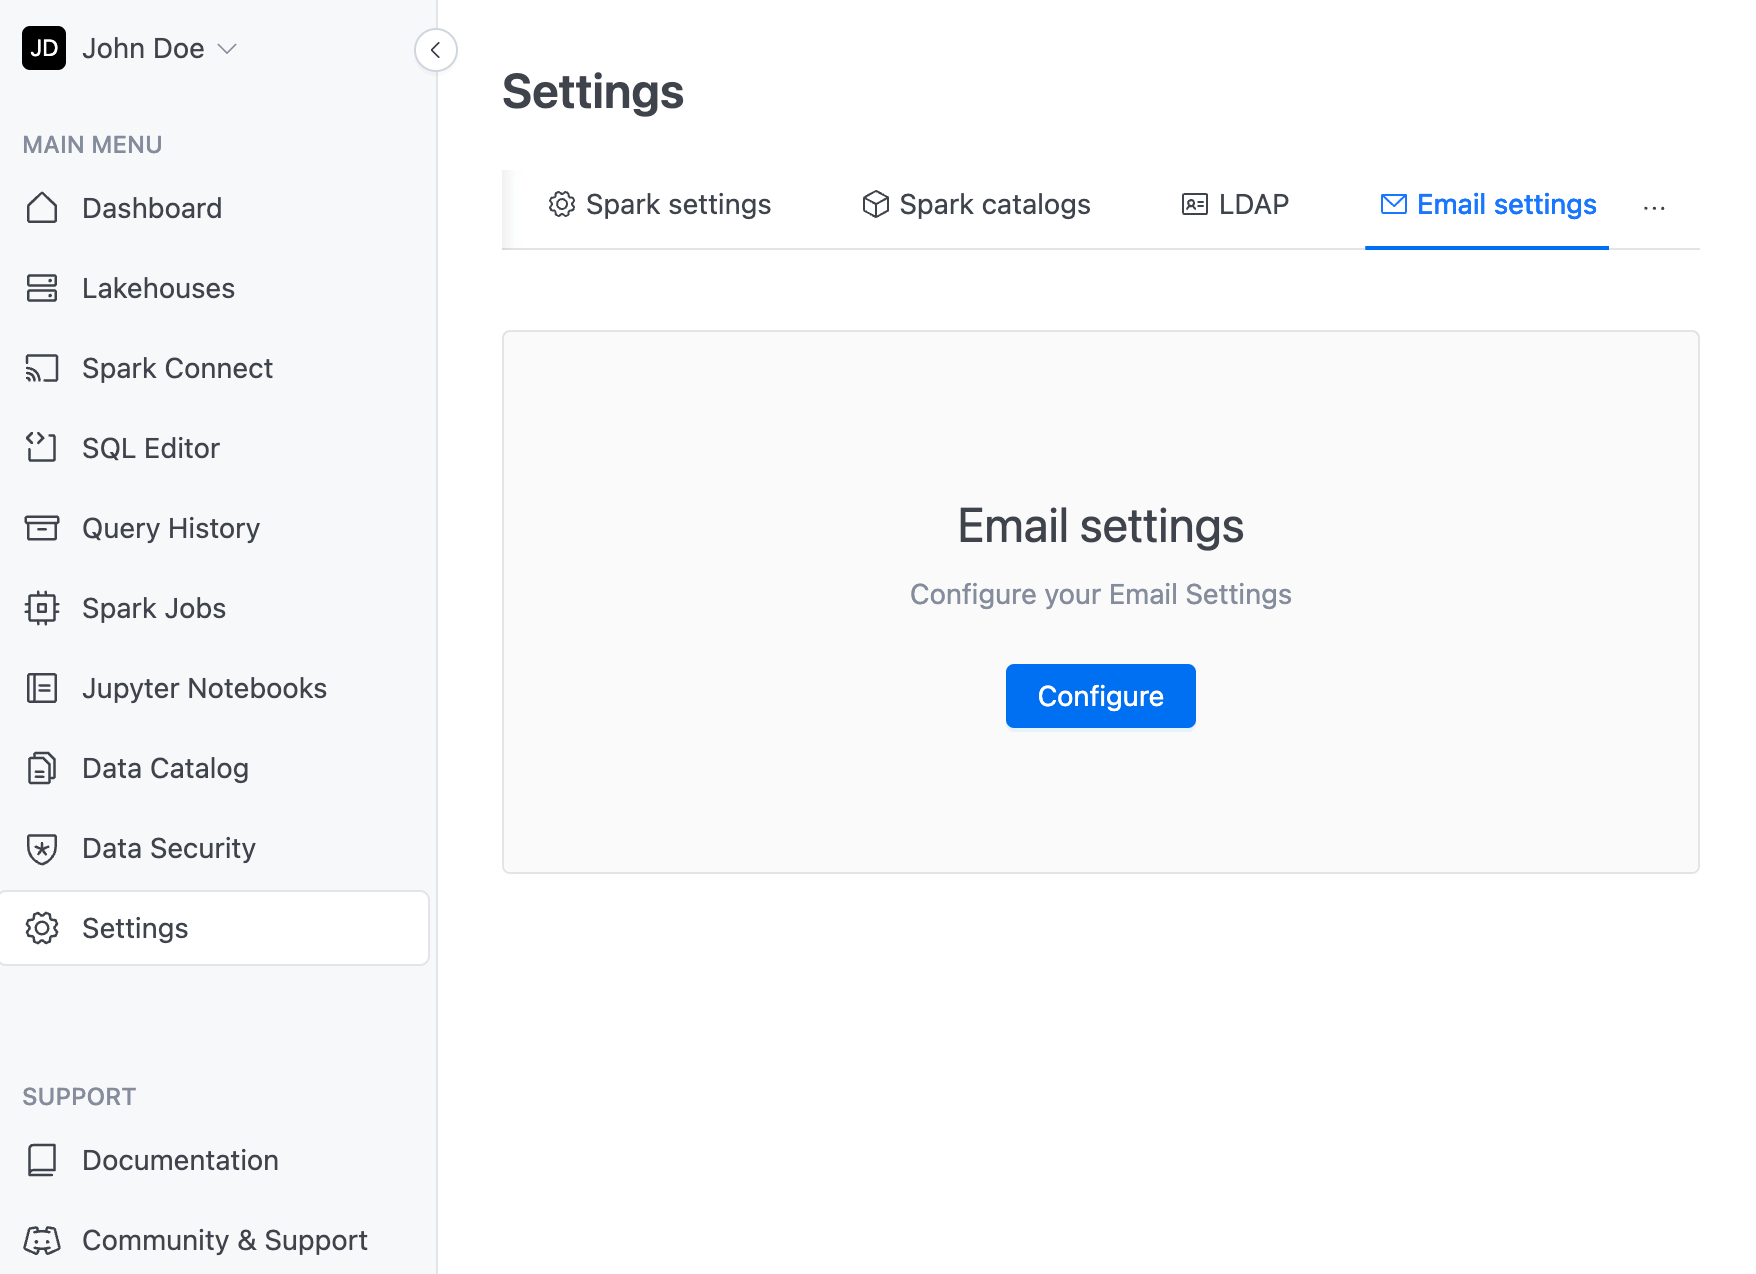 JD John Doe
MAIN MENU
Dashboard
Lakehouses
Spark Connect
SQL Editor
Query History
Spark Jobs
Jupyter Notebooks
Data Catalog
Data Security
Settings
SUPPORT
Documentation
Community & Support
Settings
Spark settings Spark catalogs LDAP Email settings ...
Email settings
Configure your Email Settings
Configure